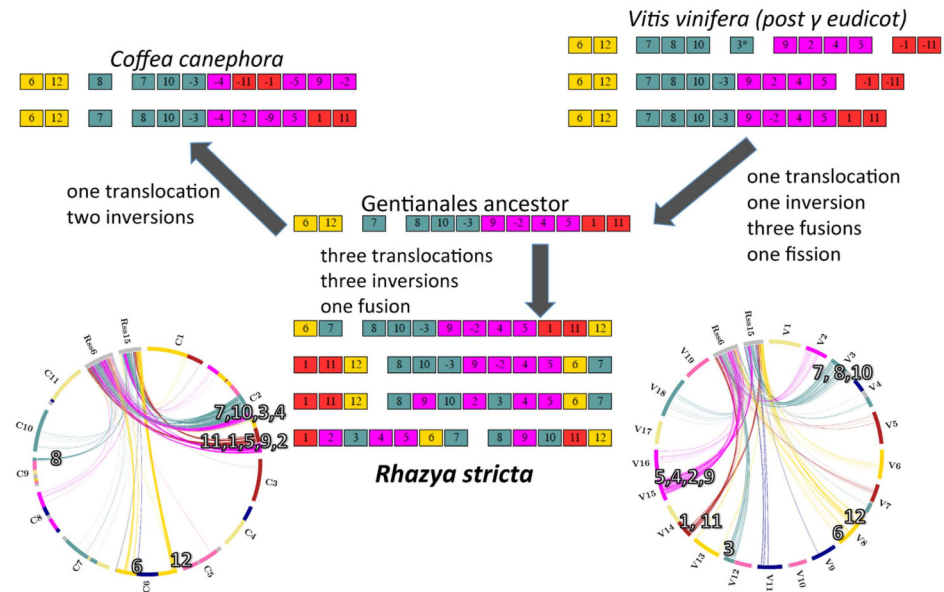 Coffea canephora
6 12 8 7 10 -3 -4 -11 -1 -5 9 -2
6 12 7 8 10 -3 -4 2 -9 5 1 11
Vitis vinifera (post γ eudicot)
6 12 7 8 10 3* 9 2 4 5 -1 -11
6 12 7 8 10 -3 9 2 4 5 -1 -11
6 12 7 8 10 -3 9 -2 4 5 1 11
one translocation
two inversions
one translocation
one inversion
three fusions
one fission
Gentianales ancestor
6 12 7 8 10 -3 9 -2 4 5 1 11
three translocations
three inversions
one fusion
6 7 8 10 -3 9 -2 4 5 1 11 12
1 11 12 8 10 -3 9 -2 4 5 6 7
1 11 12 8 9 10 2 3 4 5 6 7
1 2 3 4 5 6 7 8 9 10 11 12
Rhazya stricta
Rss6
Rss15
C1
C2
C3
C4
C5
C6
C7
C8
C9
C10
C11
7,10,3,4
11,1,5,9,2
8
6
12
Rss6
Rss15
V1
V2
V3
V4
V5
V6
V7
V8
V9
V10
V11
V12
V13
V14
V15
V16
V17
V18
V19
7, 8,10
5,4,2,9
1, 11
3
12
6